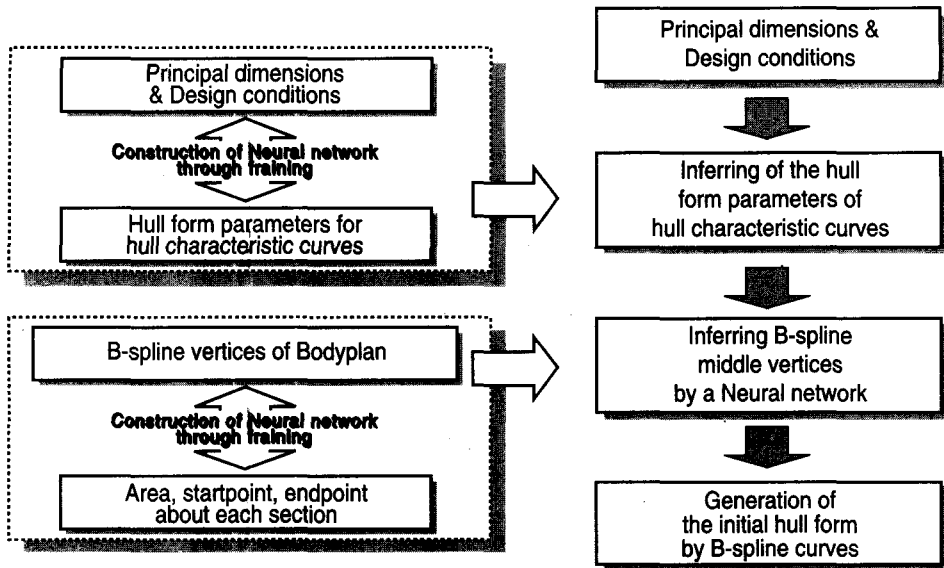 Principal dimensions
& Design conditions
Construction of Neural network
through training
Hull form parameters for
hull characteristic curves
B-spline vertices of Bodyplan
Construction of Neural network
through training
Area, startpoint, endpoint
about each section
Principal dimensions &
Design conditions
Inferring of the hull
form parameters of
hull characteristic curves
Inferring B-spline
middle vertices
by a Neural network
Generation of
the initial hull form
by B-spline curves